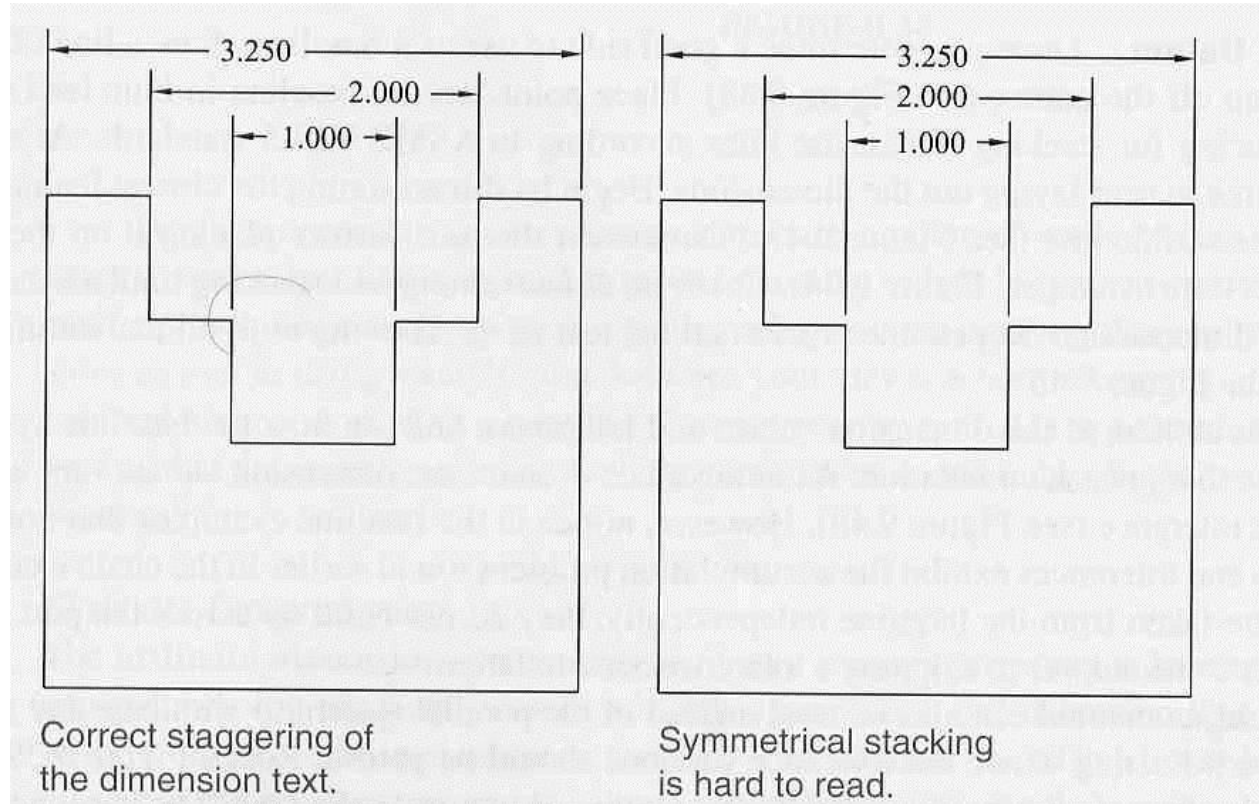 3.250
2.000
1.000
3.250
2.000
1.000
Correct staggering of
the dimension text.
Symmetrical stacking
is hard to read.